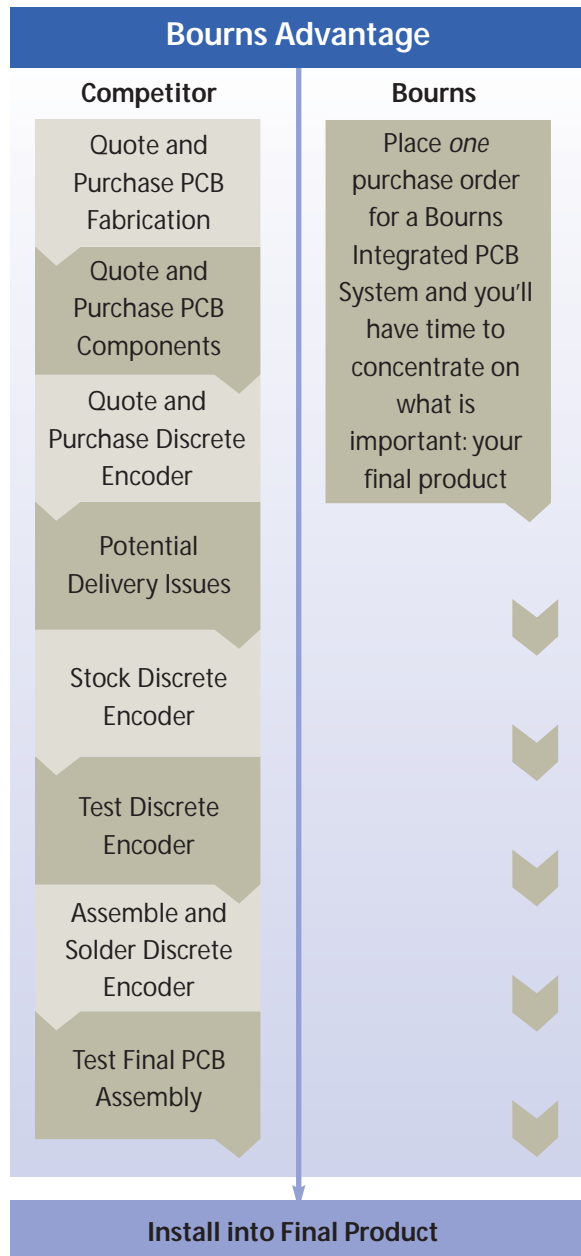 Bourns Advantage
Competitor
Quote and
Purchase PCB
Fabrication
Quote and
Purchase PCB
Components
Quote and
Purchase Discrete
Encoder
Potential
Delivery Issues
Stock Discrete
Encoder
Test Discrete
Encoder
Assemble and
Solder Discrete
Encoder
Test Final PCB
Assembly
Bourns
Place one
purchase order
for a Bourns
Integrated PCB
System and you'll
have time to
concentrate on
what is
important: your
final product
Install into Final Product